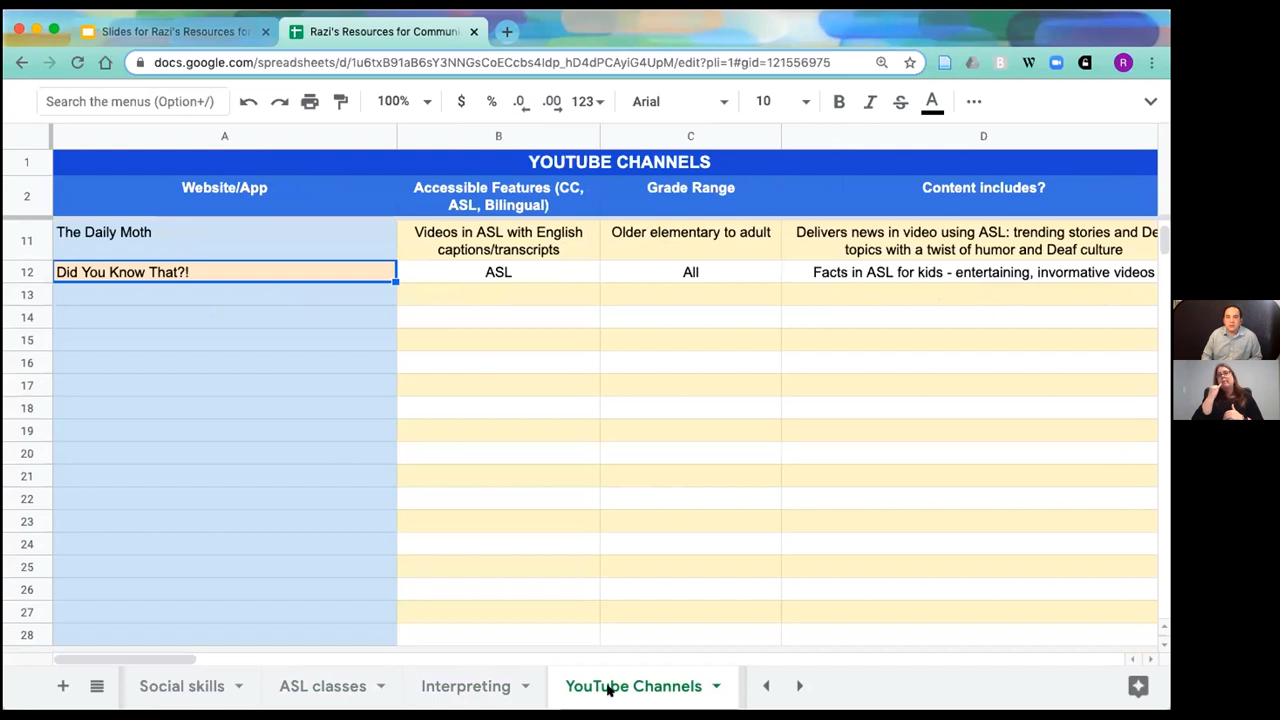 Slides for Razi's Resources for
Razi's Resources for Communi
docs.google.com/spreadsheets/d/1u6txB91aB6sY3NNGsCoECcbs4Idp_hD4dPCAyiG4UpM/edit?pli=1#gid=121556975
W
B
R
Search the menus (Option+/)
100%
$
%
.0
.00
123
Arial
10
B
I
S
A
A
B
C
D
1
YOUTUBE CHANNELS
2
Website/App
Accessible Features (CC,
ASL, Bilingual)
Grade Range
Content includes?
11
The Daily Moth
Videos in ASL with English
captions/transcripts
Older elementary to adult
Delivers news in video using ASL: trending stories and De
topics with a twist of humor and Deaf culture
12
Did You Know That?!
ASL
All
Facts in ASL for kids - entertaining, invormative videos
13
14
15
16
17
18
19
20
21
22
23
24
25
26
27
28
Social skills
ASL classes
Interpreting
YouTube Channels